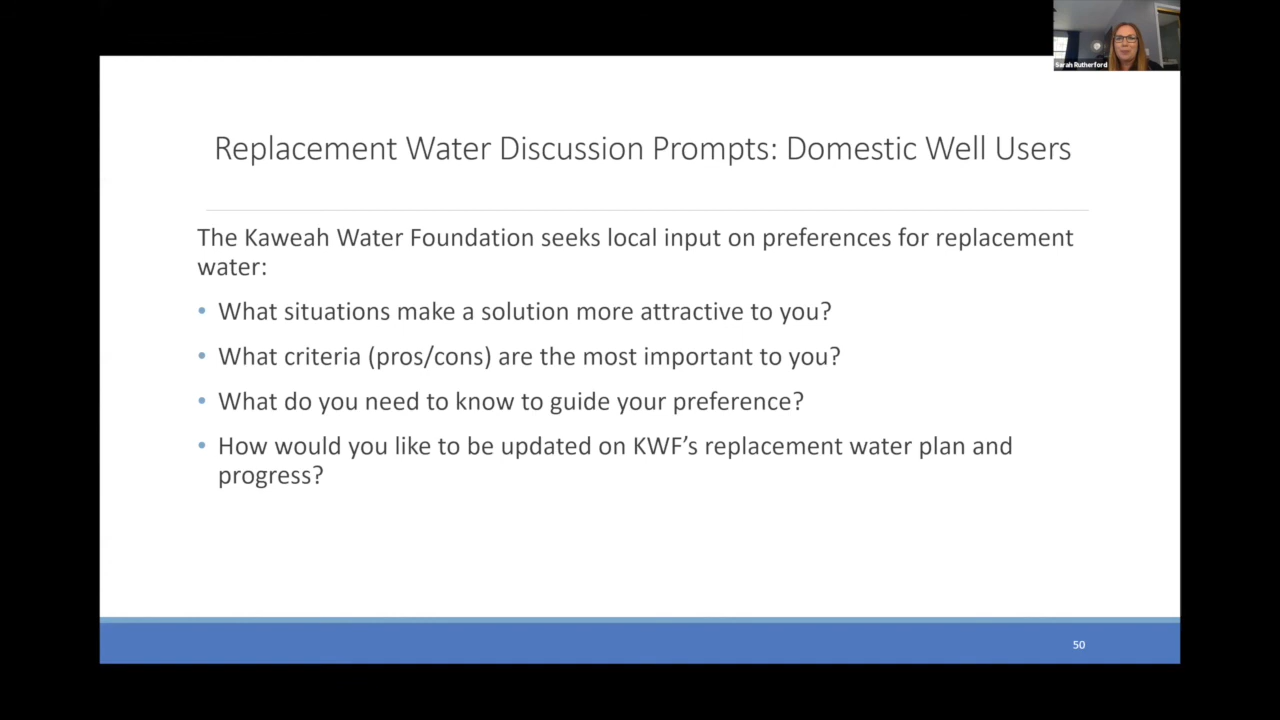 Sarah Rutherford
Replacement Water Discussion Prompts: Domestic Well Users
The Kaweah Water Foundation seeks local input on preferences for replacement
water:
• What situations make a solution more attractive to you?
• What criteria (pros/cons) are the most important to you?
• What do you need to know to guide your preference?
• How would you like to be updated on KWF’s replacement water plan and
progress?
50